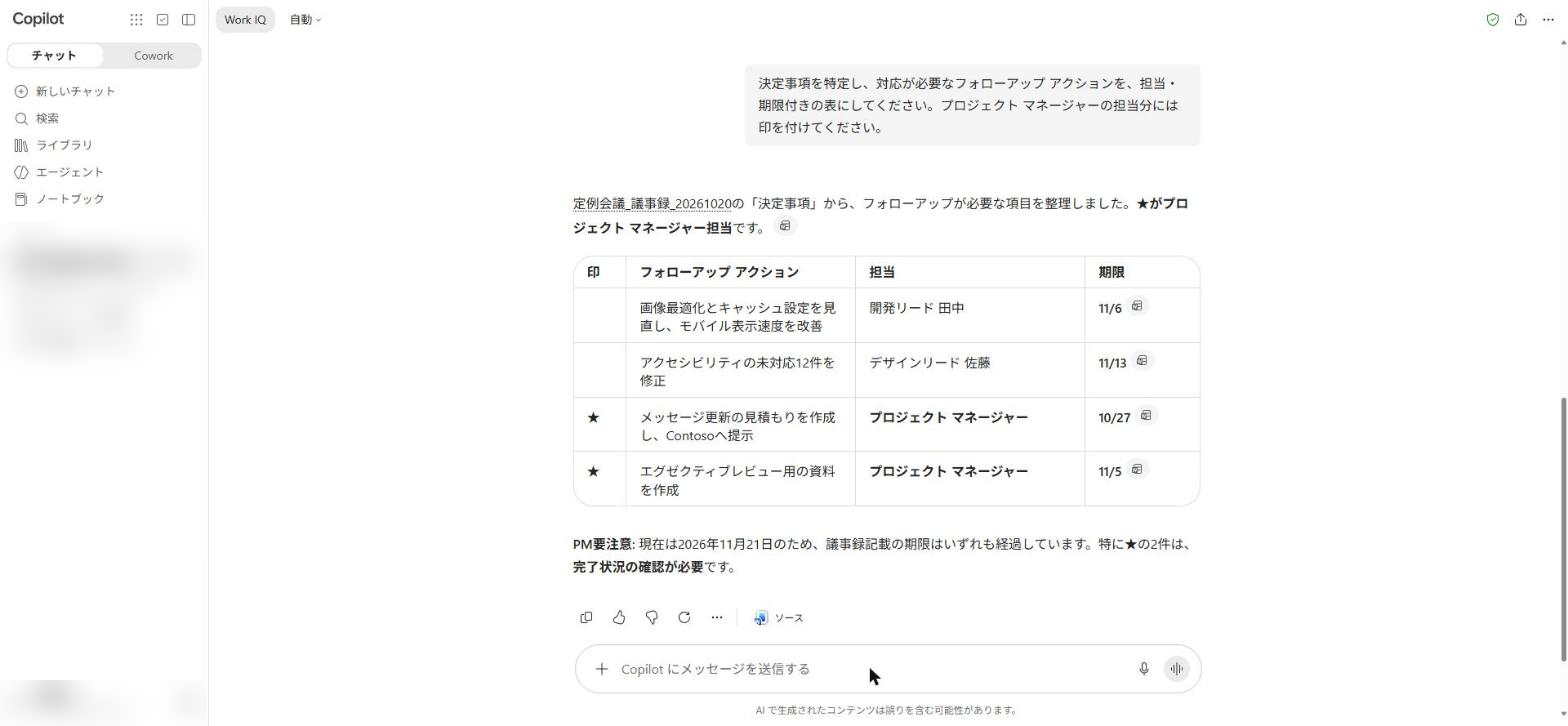 Copilot
Work IQ
自動
チャット
Cowork
新しいチャット
検索
ライブラリ
エージェント
ノートブック
決定事項を特定し、対応が必要なフォローアップ アクションを、担当・
期限付きの表にしてください。プロジェクト マネージャーの担当分には
印を付けてください。
定例会議_議事録_20261020の「決定事項」から、フォローアップが必要な項目を整理しました。★がプロ
ジェクト マネージャー担当です。
印 フォローアップ アクション 担当 期限
画像最適化とキャッシュ設定を見 開発リード 田中 11/6
直し、モバイル表示速度を改善
アクセシビリティの未対応12件を デザインリード 佐藤 11/13
修正
★ メッセージ更新の見積もりを作成 プロジェクト マネージャー 10/27
し、Contosoへ提示
★ エグゼクティブレビュー用の資料 プロジェクト マネージャー 11/5
を作成
PM要注意: 現在は2026年11月21日のため、議事録記載の期限はいずれも経過しています。特に★の2件は、
完了状況の確認が必要です。
ソース
Copilot にメッセージを送信する
AI で生成されたコンテンツは誤りを含む可能性があります。